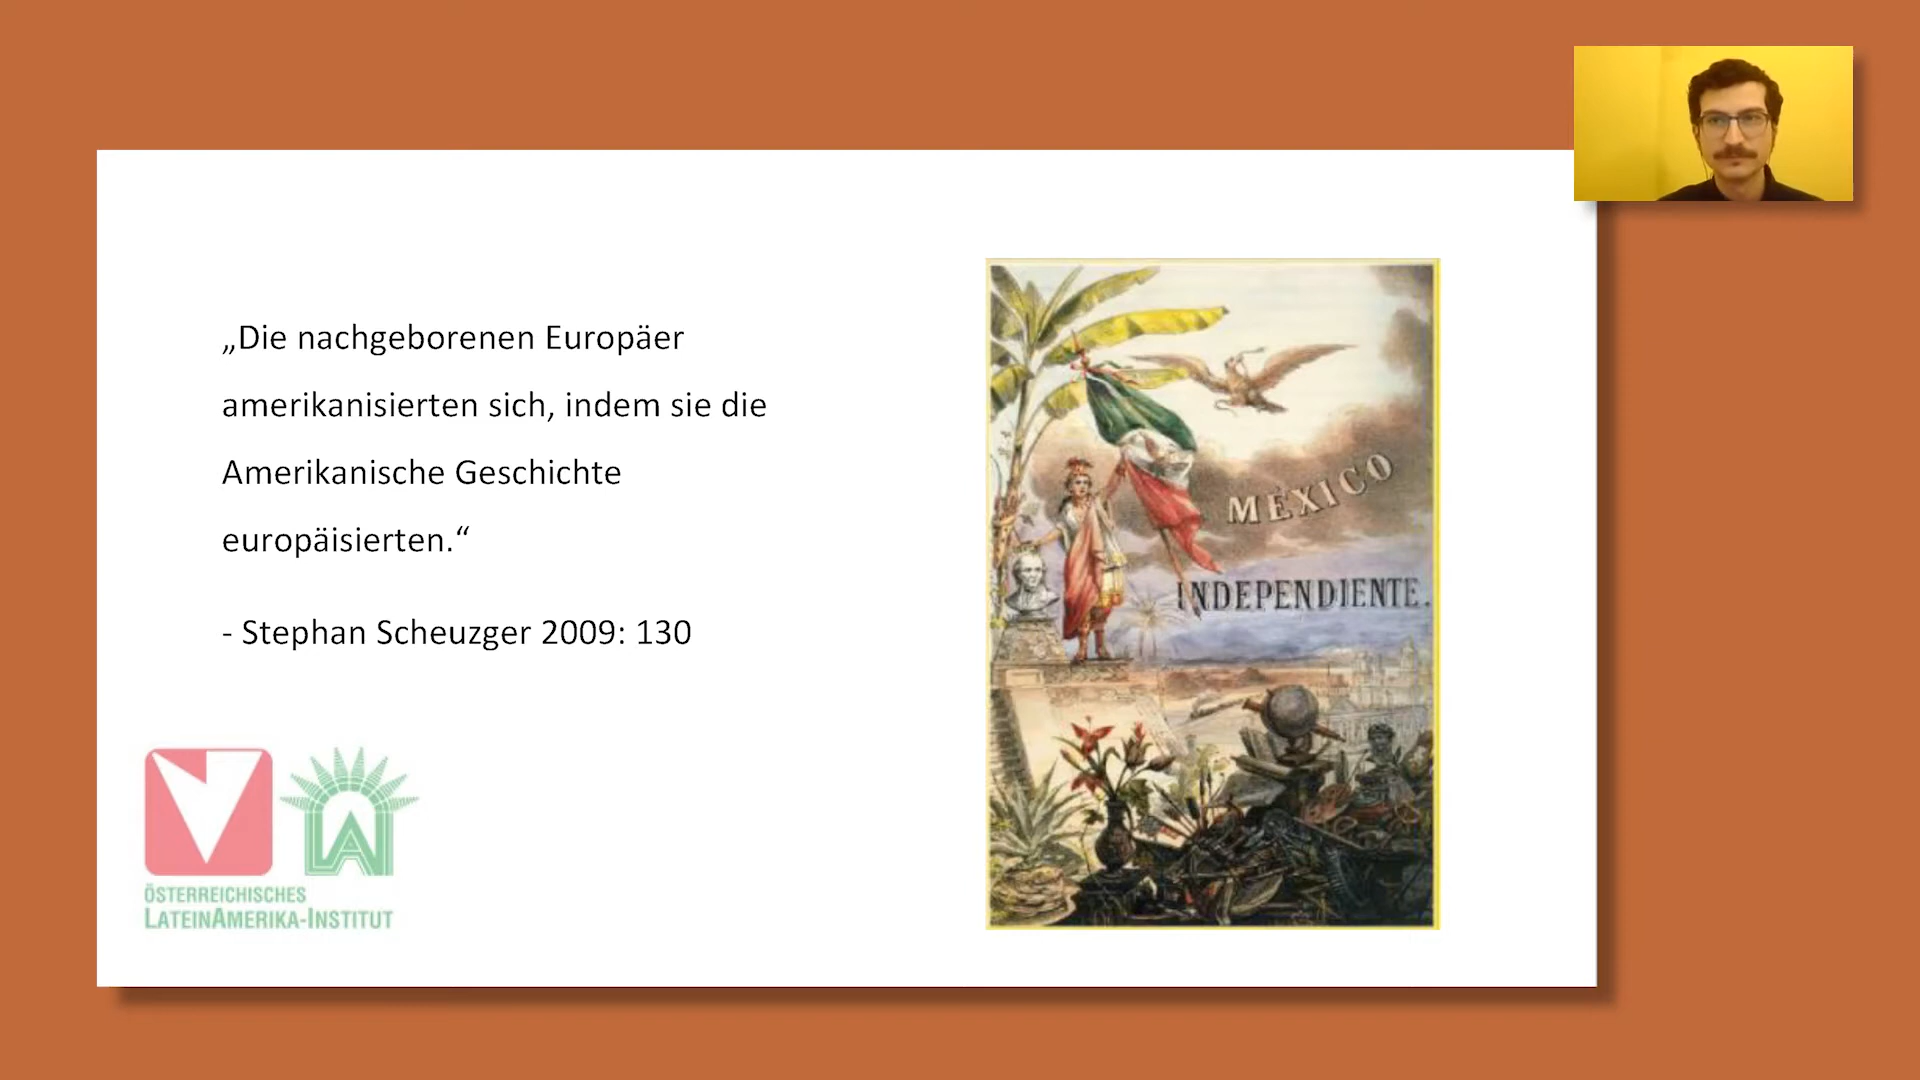 „Die nachgeborenen Europäer
amerikanisierten sich, indem sie die
Amerikanische Geschichte
europäisierten.“
- Stephan Scheuzger 2009: 130
MÉXICO
INDEPENDIENTE.
LAI
ÖSTERREICHISCHES
LATEINAMERIKA-INSTITUT